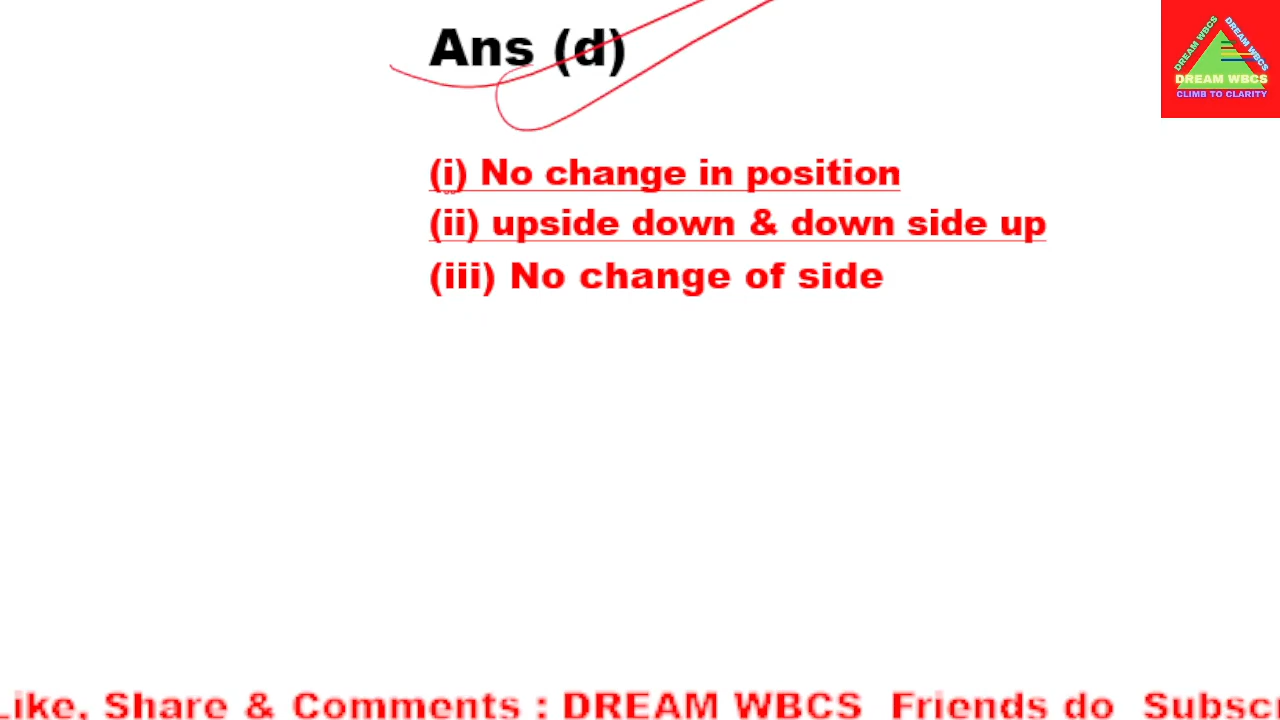 Ans (d)
DREAM WBCS
DREAM WBCS
DREAM WBCS
CLIMB TO CLARITY
(i) No change in position
(ii) upside down & down side up
(iii) No change of side
Like, Share & Comments : DREAM WBCS Friends do